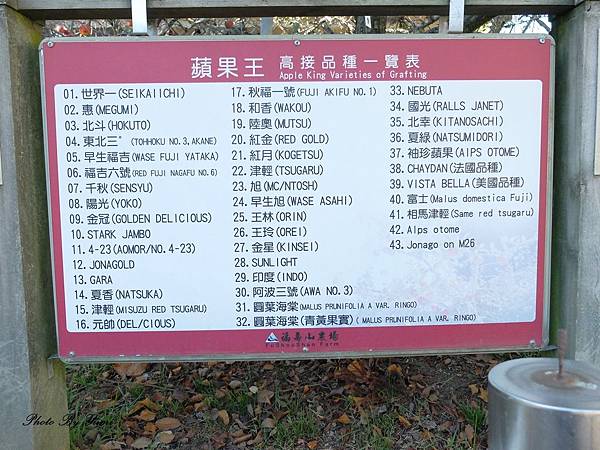 蘋果王 高接品種一覽表
Apple King Varieties of Grafting
01. 世界一(SEIKAIICHI)
02. 惠(MEGUMI)
03. 北斗(HOKUTO)
04. 東北三"(TOHHOKU NO.3,AKANE)
05. 早生福吉(WASE FUJI YATAKA)
06. 福吉六號(RED FUJI NAGAFU NO.6)
07. 千秋(SENSYU)
08. 陽光(YOKO)
09. 金冠(GOLDEN DELICIOUS)
10. STARK JAMBO
11. 4-23(AOMOR/NO.4-23)
12. JONAGOLD
13. GARA
14. 夏香(NATSUKA)
15. 津輕(MISUZU RED TSUGARU)
16. 元帥(DEL/CIOUS)
17. 秋福一號(FUJI AKIFU NO.1)
18. 和香(WAKOU)
19. 陸奧(MUTSU)
20. 紅金(RED GOLD)
21. 紅月(KOGETSU)
22. 津輕(TSUGARU)
23. 旭(MC/NTOSH)
24. 早生旭(WASE ASAHI)
25. 王林(ORIN)
26. 王玲(OREI)
27. 金星(KINSEI)
28. SUNLIGHT
29. 印度(INDO)
30. 阿波三號(AWA NO.3)
31. 圓葉海棠(MALUS PRUNIFOLIA A VAR. RINGO)
32. 圓葉海棠(青黃果實)(MALUS PRUNIFOLIA A VAR. RINGO)
33. NEBUTA
34. 國光(RALLS JANET)
35. 北幸(KITANOSACHI)
36. 夏綠(NATSUMIDORI)
37. 袖珍蘋果(AIPS OTOME)
38. CHAYDAN(法國品種)
39. VISTA BELLA(美國品種)
40. 富士(Malus domestica Fuji)
41. 相馬津輕(Same red tsugaru)
42. Alps otome
43. Jonago on M26
福壽山農場
FuShouShan Farm
Photo By